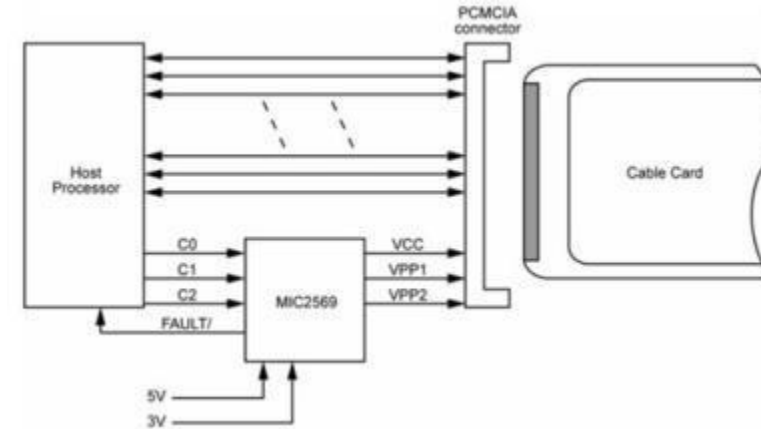 PCMCIA
connector
Host
Processor
Cable Card
C0
VCC
C1
VPP1
C2
MIC2569
VPP2
FAULT/
5V
3V